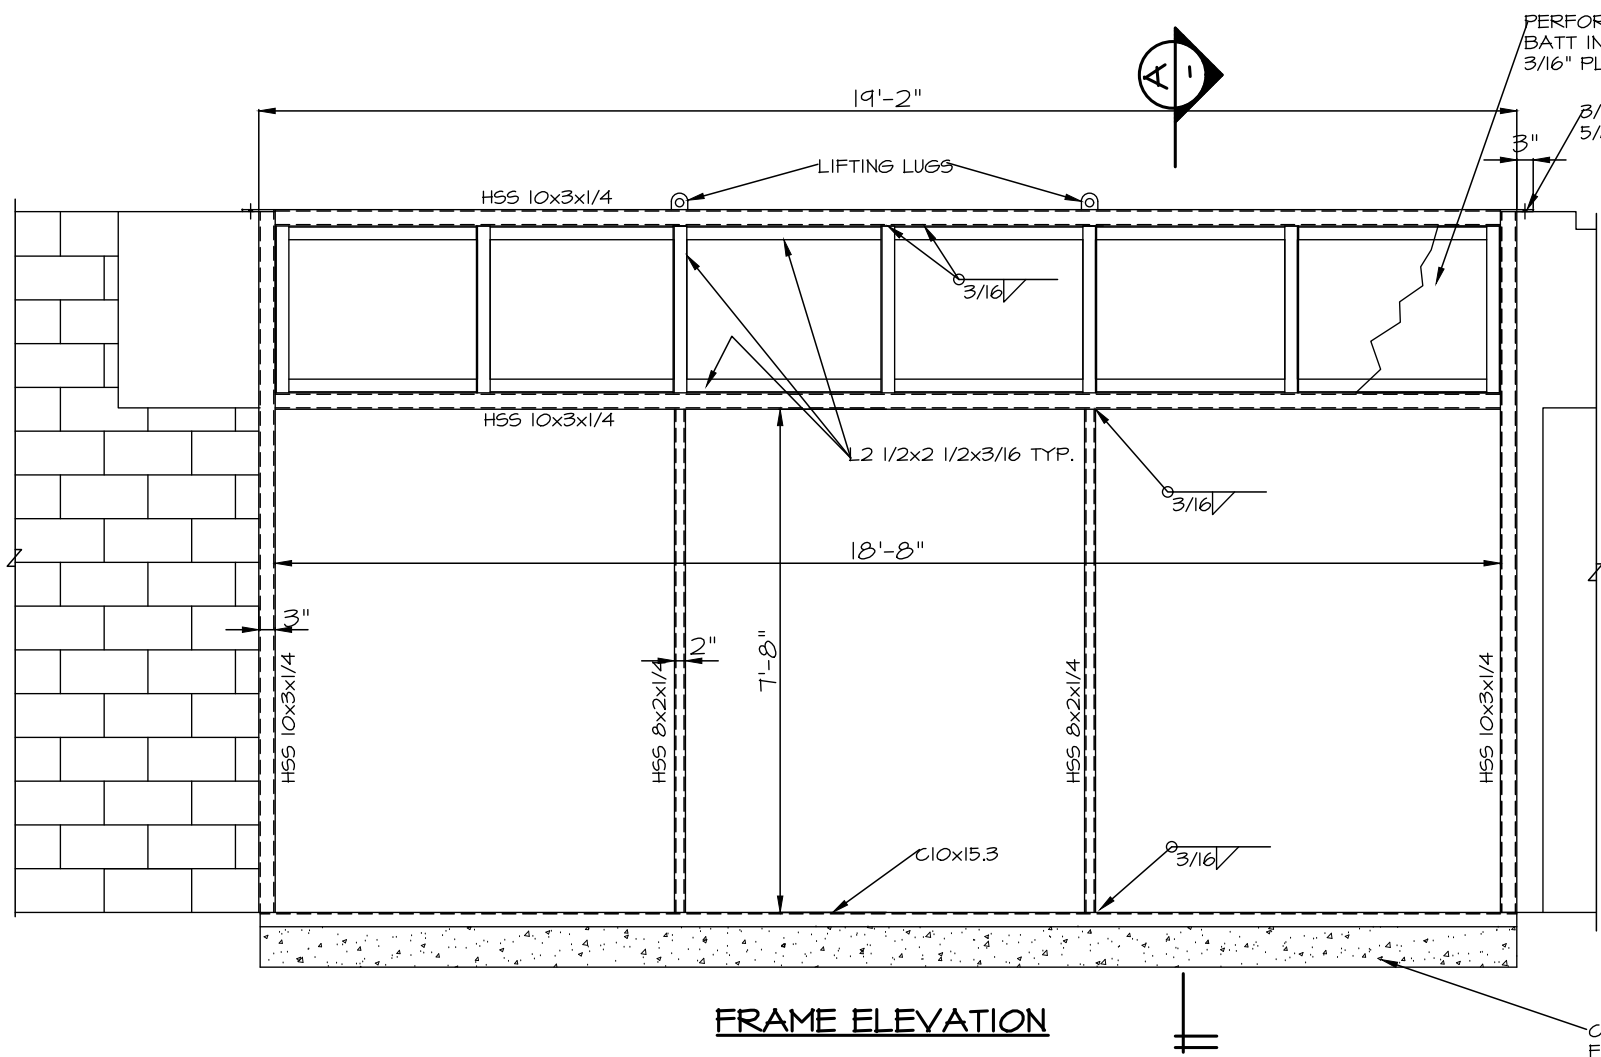 PERFOR
BATT IN
3/16" PL
A
-
19'-2"
3/
5/
3"
LIFTING LUGS
HSS 10x3x1/4
3/16
HSS 10x3x1/4
L2 1/2x2 1/2x3/16 TYP.
3/16
18'-8"
3"
2"
7'-8"
HSS 10x3x1/4
HSS 8x2x1/4
HSS 8x2x1/4
HSS 10x3x1/4
C10x15.3
3/16
FRAME ELEVATION